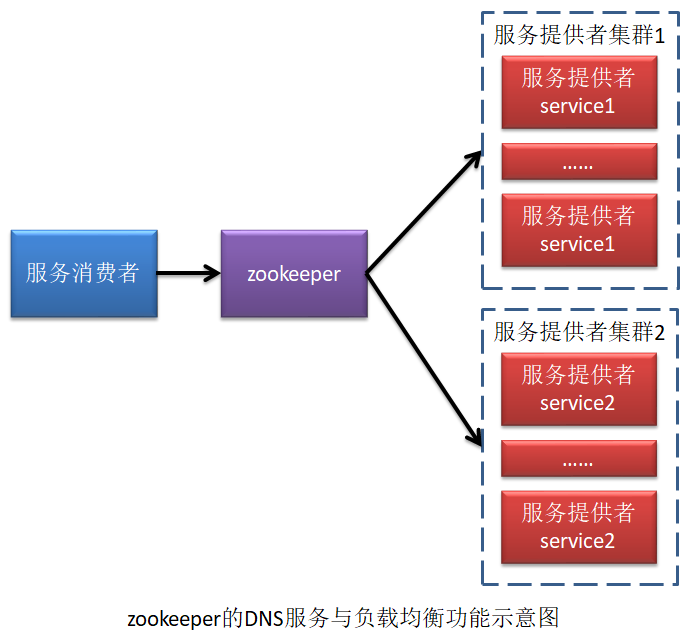 服务消费者
zookeeper
服务提供者集群1
服务提供者
service1
......
服务提供者
service1
服务提供者集群2
服务提供者
service2
......
服务提供者
service2
zookeeper的DNS服务与负载均衡功能示意图